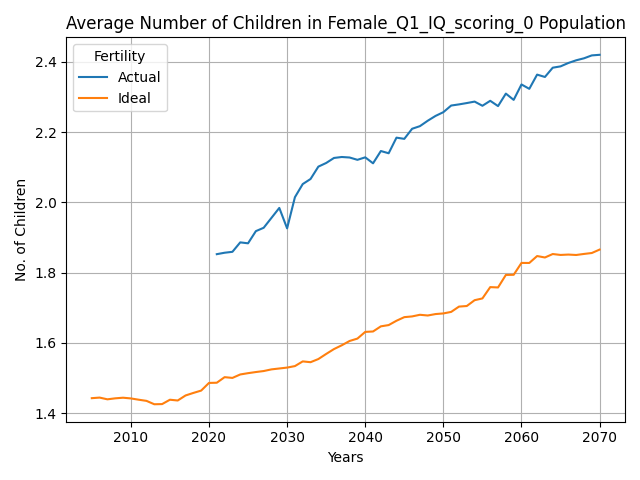 Average Number of Children in Female_Q1_IQ_scoring_0 Population
Fertility
Actual
Ideal
No. of Children
2.4
2.2
2.0
1.8
1.6
1.4
2010 2020 2030 2040 2050 2060 2070
Years